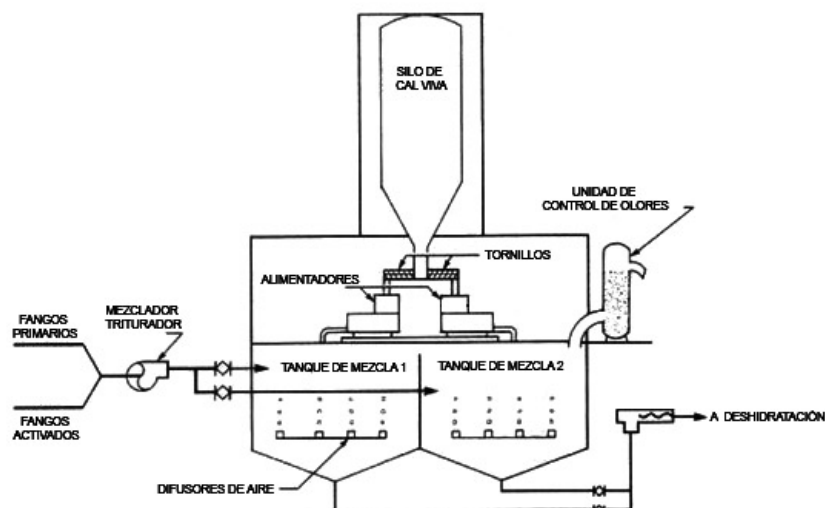 SILO DE
CAL VIVA
UNIDAD DE
CONTROL DE OLORES
TORNILLOS
ALIMENTADORES
MEZCLADOR
TRITURADOR
FANGOS
PRIMARIOS
TANQUE DE MEZCLA 1
TANQUE DE MEZCLA 2
FANGOS
ACTIVADOS
A DESHIDRATACIÓN
DIFUSORES DE AIRE